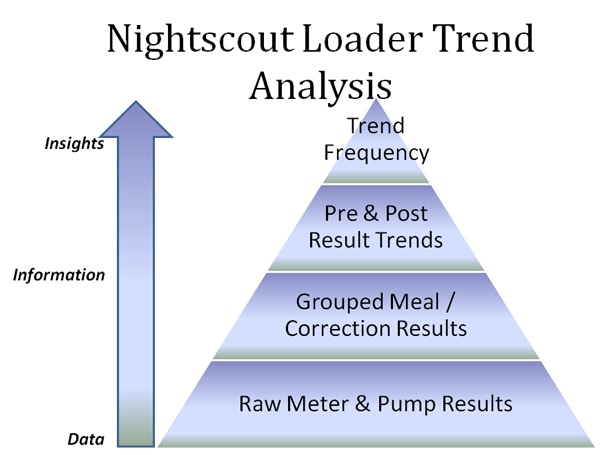 Nightscout Loader Trend
Analysis
Trend
Frequency
Insights
Pre & Post
Result Trends
Information
Grouped Meal /
Correction Results
Raw Meter & Pump Results
Data